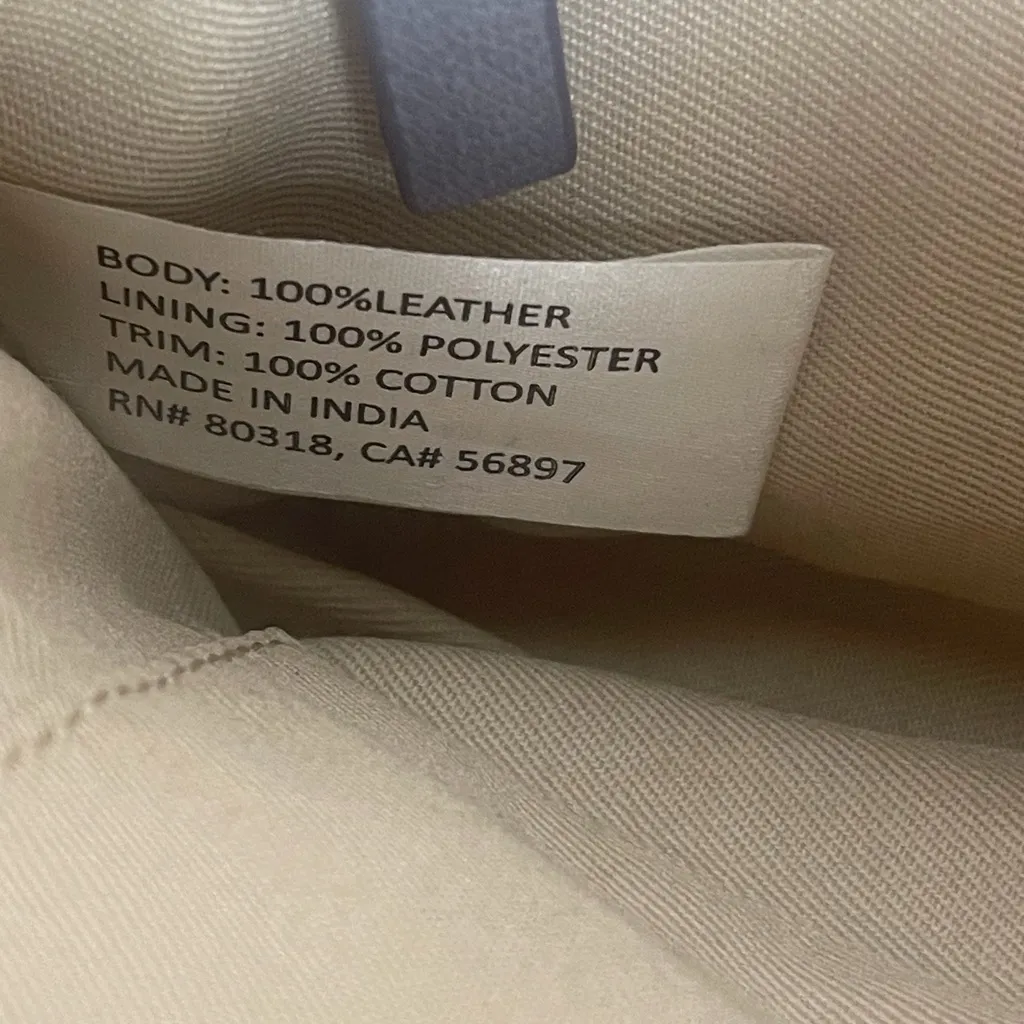 BODY: 100%LEATHER
LINING: 100% POLYESTER
TRIM: 100% COTTON
MADE IN INDIA
RN# 80318, CA# 56897